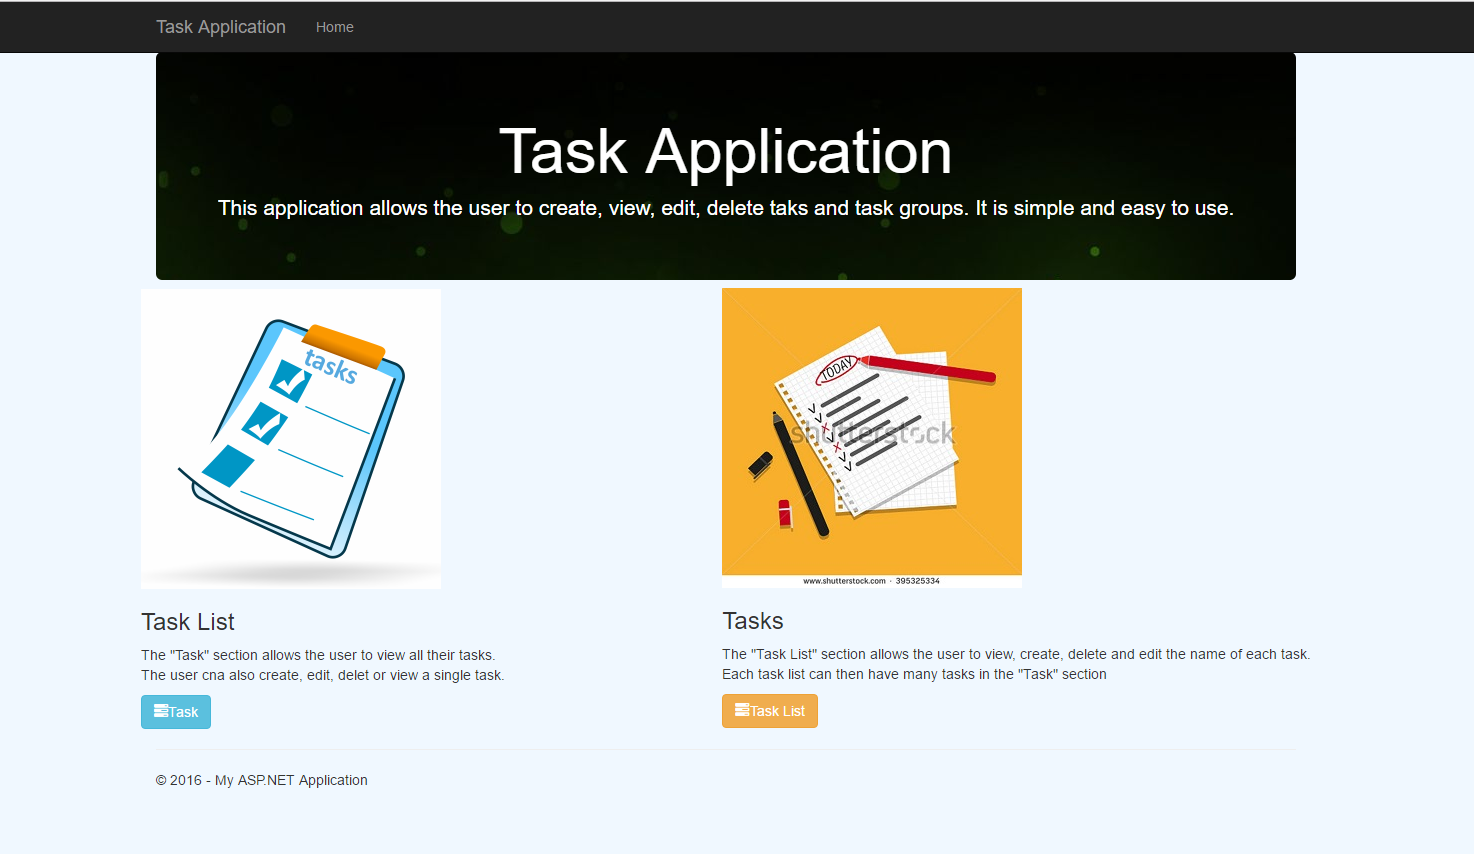 Task Application Home
Task Application
This application allows the user to create, view, edit, delete taks and task groups. It is simple and easy to use.
tasks
TODAY
shutterstock
www.shutterstock.com · 395325334
Task List
The "Task" section allows the user to view all their tasks.
The user cna also create, edit, delet or view a single task.
Task
Tasks
The "Task List" section allows the user to view, create, delete and edit the name of each task.
Each task list can then have many tasks in the "Task" section
Task List
© 2016 - My ASP.NET Application